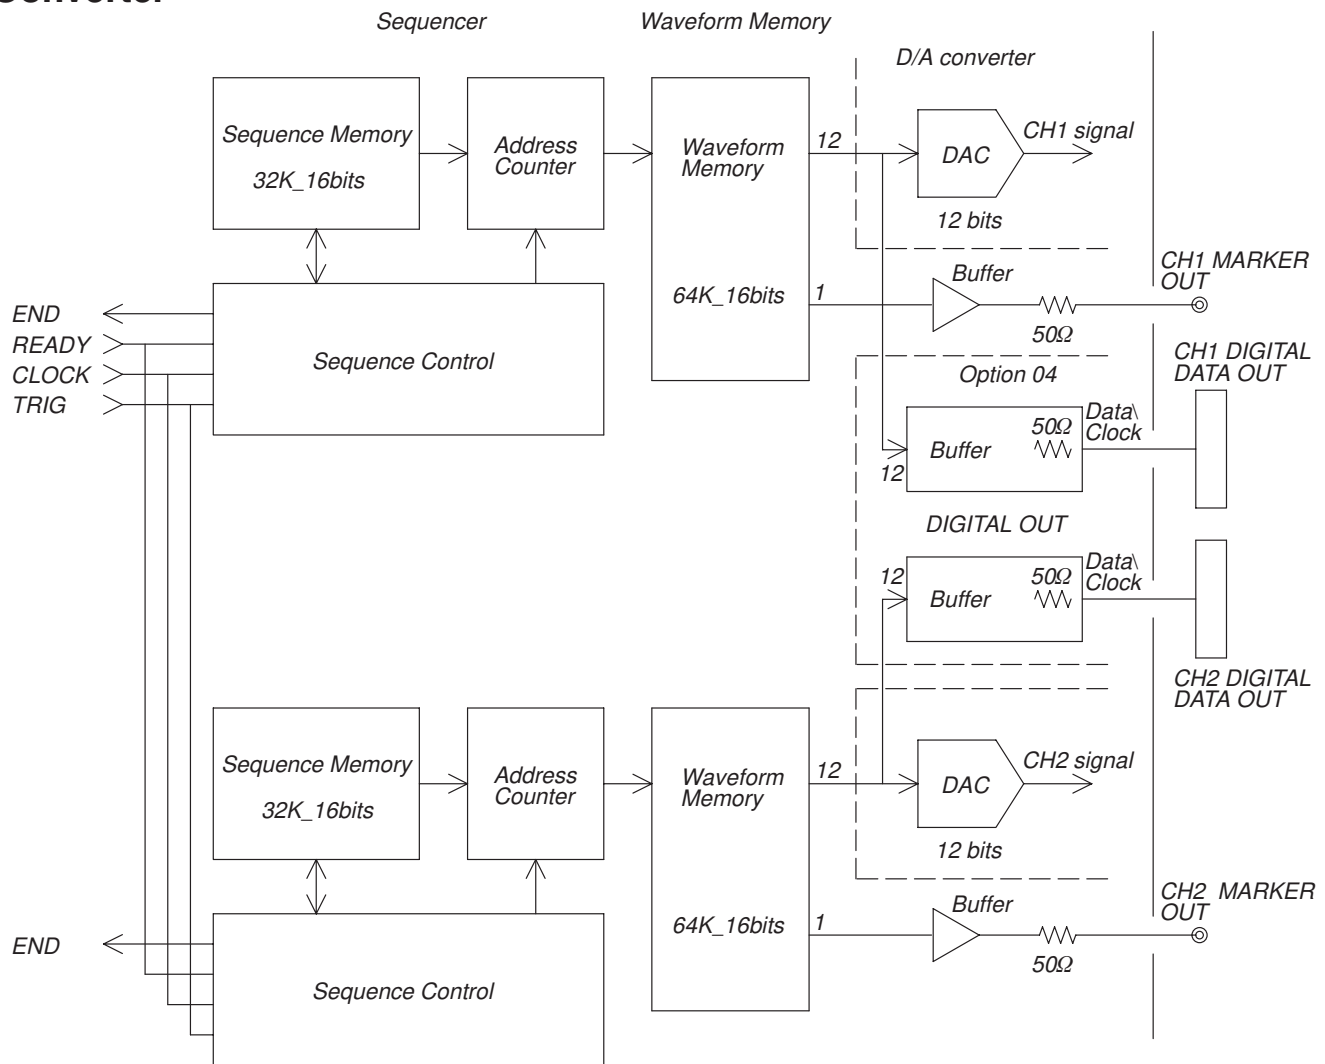 Converter
Sequencer
Waveform Memory
D/A converter
Sequence Memory
32K_16bits
Address
Counter
Waveform
Memory
64K_16bits
12
DAC
CH1 signal
12 bits
1
Buffer
50Ω
CH1 MARKER
OUT
END
READY
CLOCK
TRIG
Sequence Control
Option 04
CH1 DIGITAL
DATA OUT
12
Buffer
50Ω
Data\
Clock
DIGITAL OUT
12
Buffer
50Ω
Data\
Clock
CH2 DIGITAL
DATA OUT
Sequence Memory
32K_16bits
Address
Counter
Waveform
Memory
64K_16bits
12
DAC
CH2 signal
12 bits
1
Buffer
50Ω
CH2 MARKER
OUT
END
Sequence Control